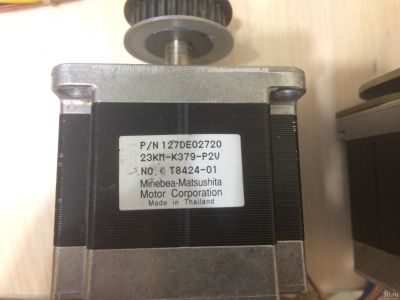 P/N 127DE02720
23KM-K379-P2V
NO. T8424-01
Minebea-Matsushita
Motor Corporation
Made in Thailand